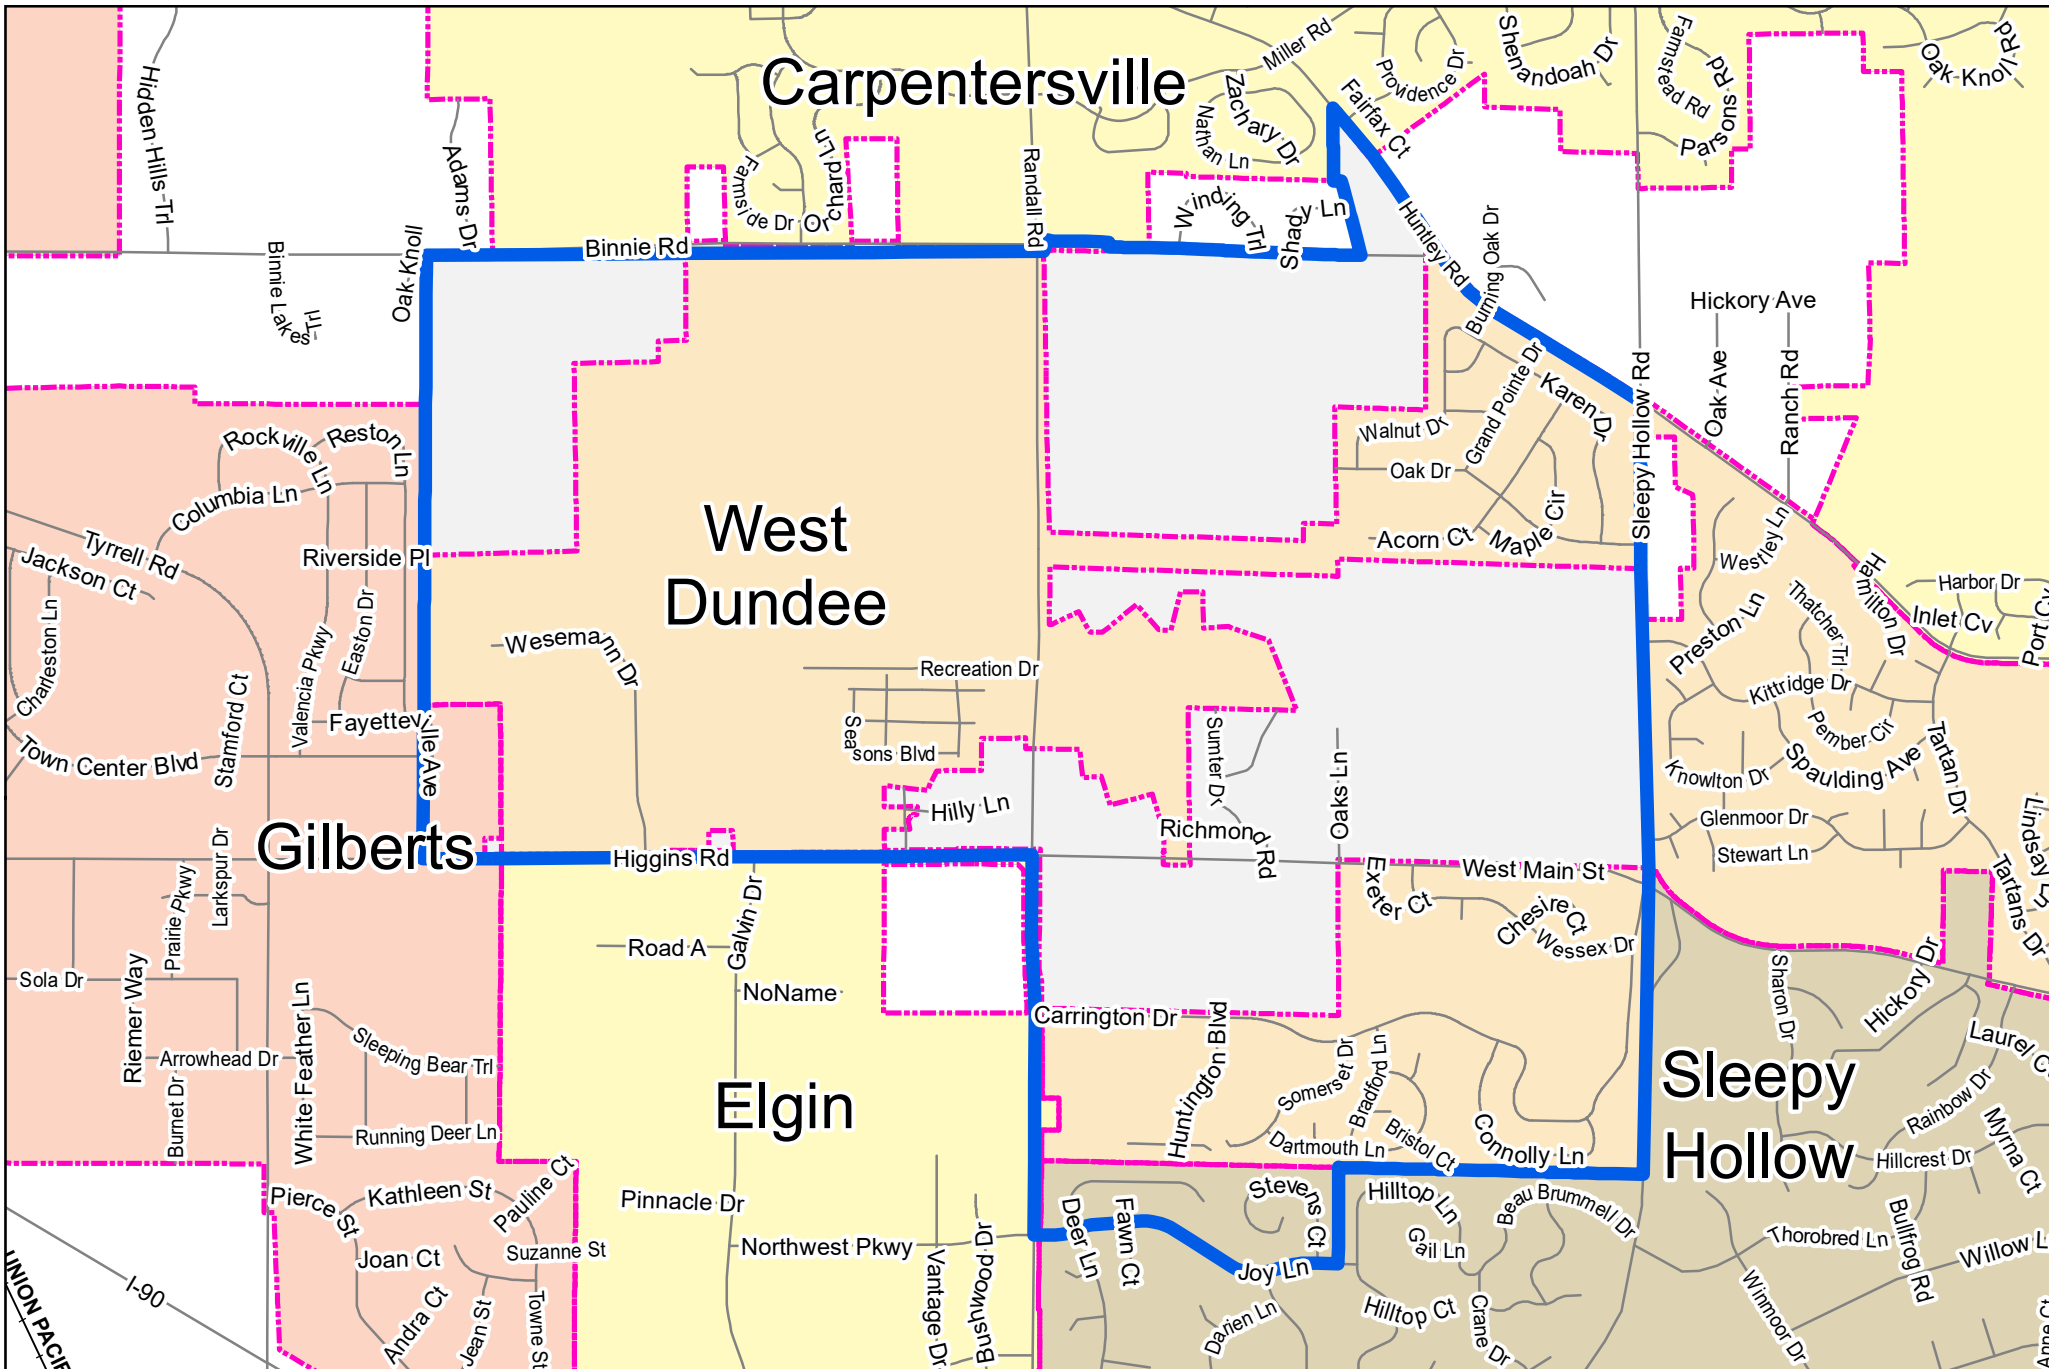 Carpentersville
Miller Rd
Providence Dr
Shenandoah Dr
Farmstead Rd
Parsons Rd
Oak Knoll Rd
Hidden Hills Trl
Adams Dr
Farmside Dr
Orchard Ln
Randall Rd
Zachary Dr
Nathan Ln
Fairfax Ct
Winding Trl
Shady Ln
Huntley Rd
Burning Oak Dr
Binnie Rd
Oak Knoll
Binnie Lakes Trl
Hickory Ave
Oak Ave
Ranch Rd
Sleepy Hollow Rd
Karen Dr
Grand Pointe Dr
Walnut Dr
Oak Dr
Acorn Ct
Maple Cir
Rockville Ln
Reston Ln
Columbia Ln
Tyrrell Rd
Jackson Ct
Riverside Pl
Charleston Ln
Easton Dr
Valencia Pkwy
Stamford Ct
Fayetteville Ave
Town Center Blvd
West
Dundee
Wesemann Dr
Recreation Dr
Seasons Blvd
Hilly Ln
Sumter Dr
Richmond Rd
Oaks Ln
Westley Ln
Preston Ln
Hamilton Dr
Thatcher Trl
Harbor Dr
Inlet Cv
Port Cv
Kittridge Dr
Pember Cir
Spaulding Ave
Tartan Dr
Knowlton Dr
Glenmoor Dr
Stewart Ln
Lindsay Ln
Tartans Dr
Gilberts
Higgins Rd
West Main St
Exeter Ct
Chesire Ct
Wessex Dr
Larkspur Dr
Prairie Pkwy
Sola Dr
Riemer Way
Arrowhead Dr
Burnet Dr
White Feather Ln
Sleeping Bear Trl
Running Deer Ln
Road A
Galvin Dr
NoName
Elgin
Carrington Dr
Huntington Blvd
Somerset Dr
Bradford Ln
Dartmouth Ln
Bristol Ct
Connolly Ln
Sharon Dr
Hickory Dr
Laurel C
Rainbow Dr
Myrna Ct
Sleepy
Hollow
Hillcrest Dr
Bullfrog Rd
Thorobred Ln
Willow L
Winmoor Dr
Pierce St
Kathleen St
Pauline Ct
Joan Ct
Suzanne St
Andra Ct
Jean St
Towne St
Pinnacle Dr
Northwest Pkwy
Vantage Dr
Bushwood Dr
Deer Ln
Fawn Ct
Stevens Ct
Joy Ln
Darien Ln
Hilltop Ln
Gail Ln
Beau Brummell Dr
Hilltop Ct
Crane Dr
Anne C
I-90
UNION PACIF